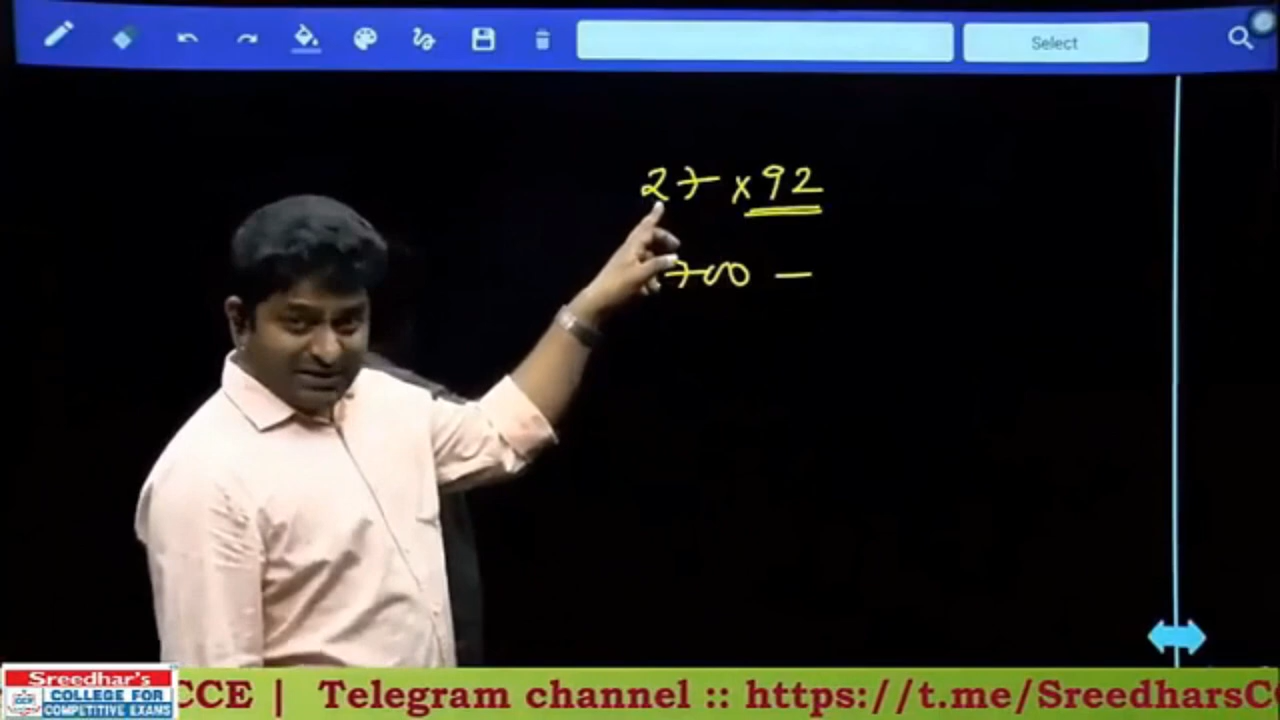 Select
27 × 92
700 –
CCE | Telegram channel :: https://t.me/SreedharsC
Sreedhar's
COLLEGE FOR
COMPETITIVE EXAMS